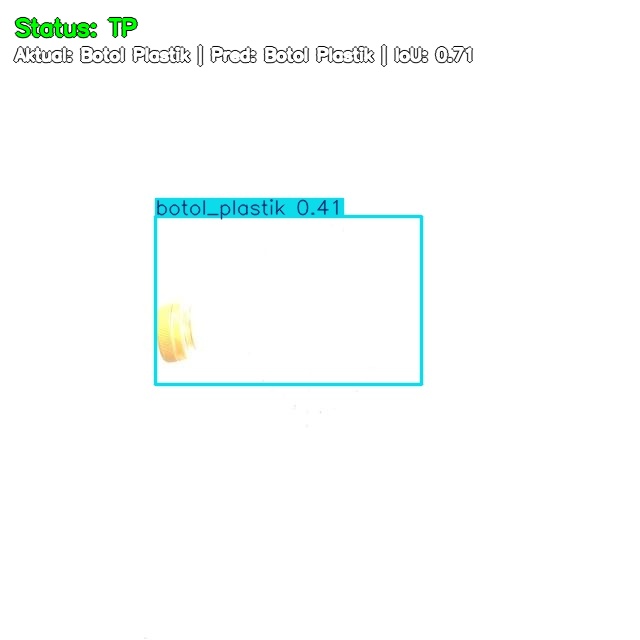 Status: TP
Aktual: Botol Plastik | Pred: Botol Plastik | IoU: 0.71
botol_plastik 0.41